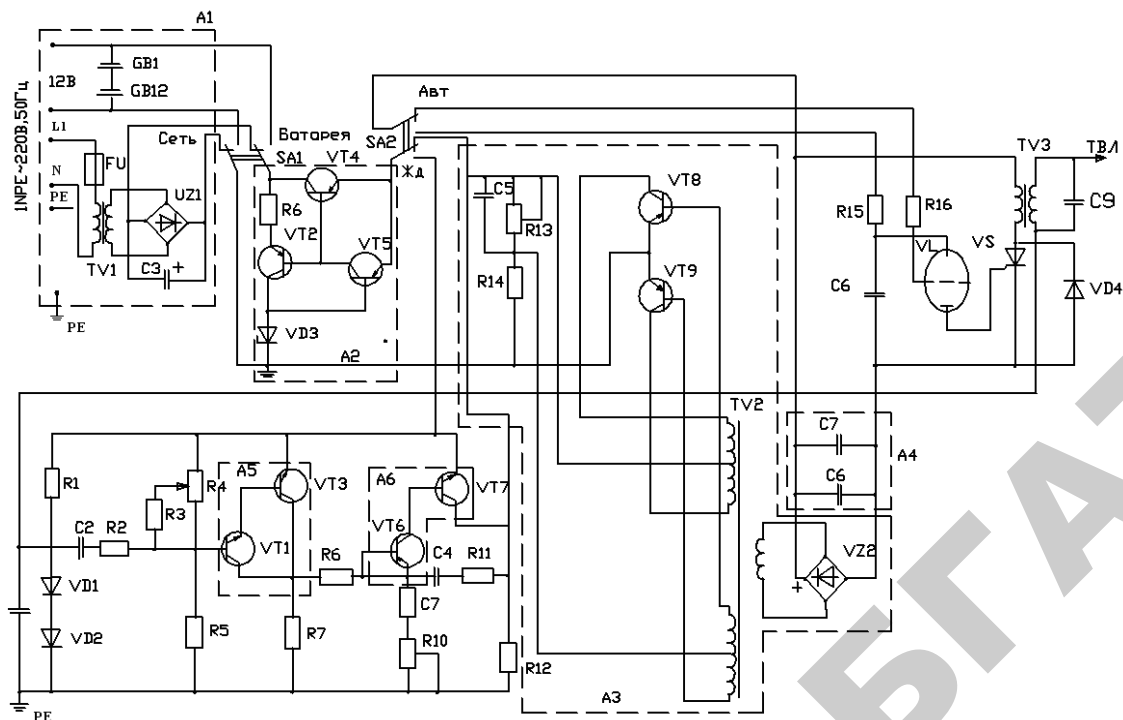 A1
GB1
12В
GB12
L1
Сеть
Батарея
Авт
SA1
SA2
VT4
Жд
1NPE~220В,50Гц
N
FU
PE
UZ1
TV1
C3
+
R6
VT2
VT5
VD3
A2
PE
C5
R13
R14
VT8
VT9
TV2
R15
R16
VL
VS
C6
TV3
ТВЛ
C9
VD4
C7
C6
A4
VZ2
+
A3
R1
C2
R2
R3
R4
A5
VT3
VT1
A6
VT7
VT6
R6
C4
R11
VD1
VD2
R5
R7
C7
R10
R12
PE
БГАТ